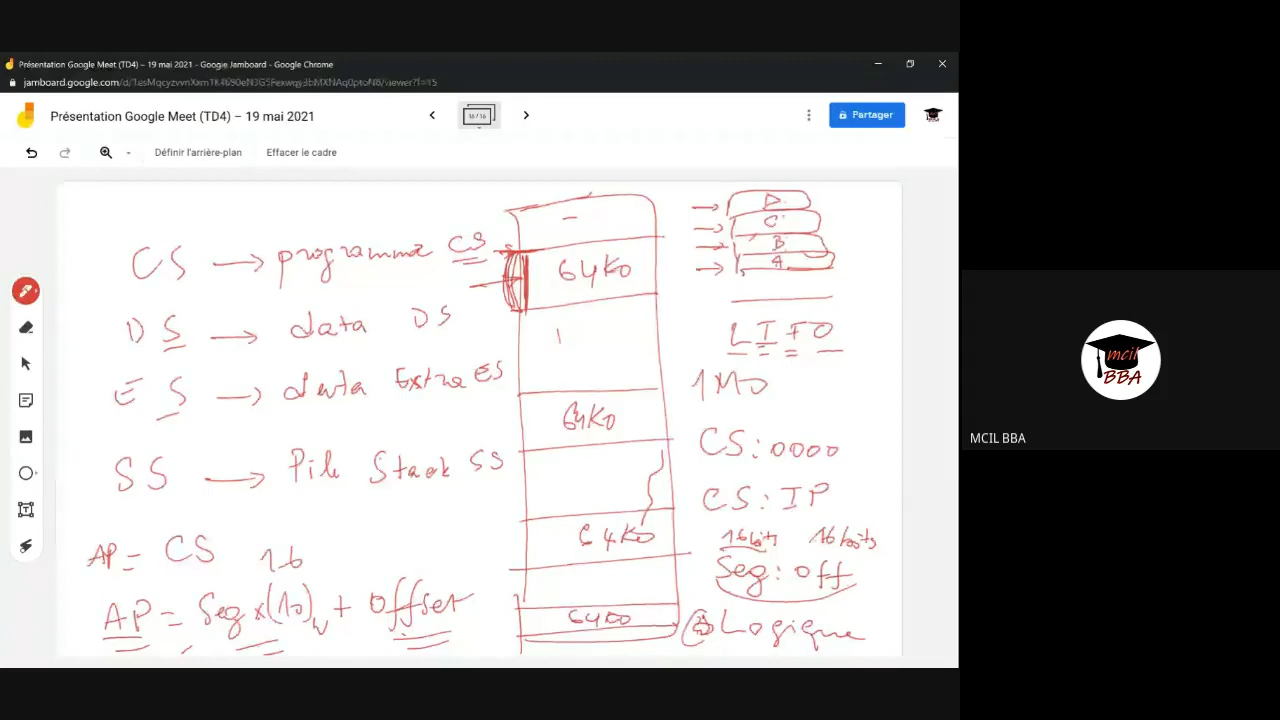 Présentation Google Meet (TD4) – 19 mai 2021 - Google Jamboard - Google Chrome
Présentation Google Meet (TD4) – 19 mai 2021
16/16
Partager
Définir l'arrière-plan
Effacer le cadre
CS → programme CS
DS → data DS
ES → data Extra ES
SS → Pile Stack SS
AP = CS 16
AP = Seg x (10)H + offset
64Ko
64Ko
64Ko
64Ko
D
C
B
A
LIFO
1MO
CS : 0000
CS : IP
16bits 16bits
Seg : off
@ Logique
mcil
BBA
MCIL BBA